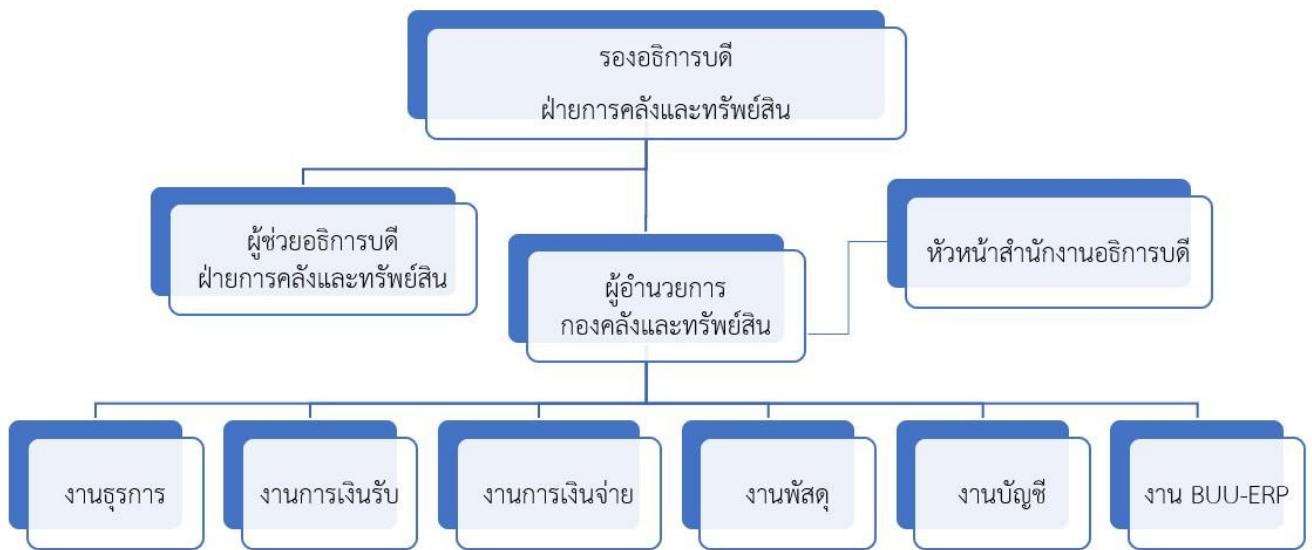 รองอธิการบดี
ฝ่ายการคลังและทรัพย์สิน
ผู้ช่วยอธิการบดี
ฝ่ายการคลังและทรัพย์สิน
ผู้อำนวยการ
กองคลังและทรัพย์สิน
หัวหน้าสำนักงานอธิการบดี
งานธุรการ
งานการเงินรับ
งานการเงินจ่าย
งานพัสดุ
งานบัญชี
งาน BUU-ERP